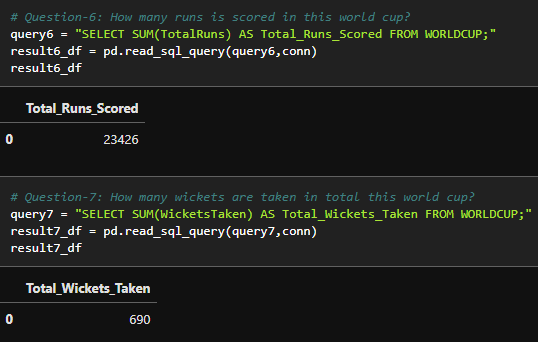 # Question-6: How many runs is scored in this world cup?
query6 = "SELECT SUM(TotalRuns) AS Total_Runs_Scored FROM WORLDCUP;"
result6_df = pd.read_sql_query(query6,conn)
result6_df
Total_Runs_Scored
0 23426
# Question-7: How many wickets are taken in total this world cup?
query7 = "SELECT SUM(WicketsTaken) AS Total_Wickets_Taken FROM WORLDCUP;"
result7_df = pd.read_sql_query(query7,conn)
result7_df
Total_Wickets_Taken
0 690